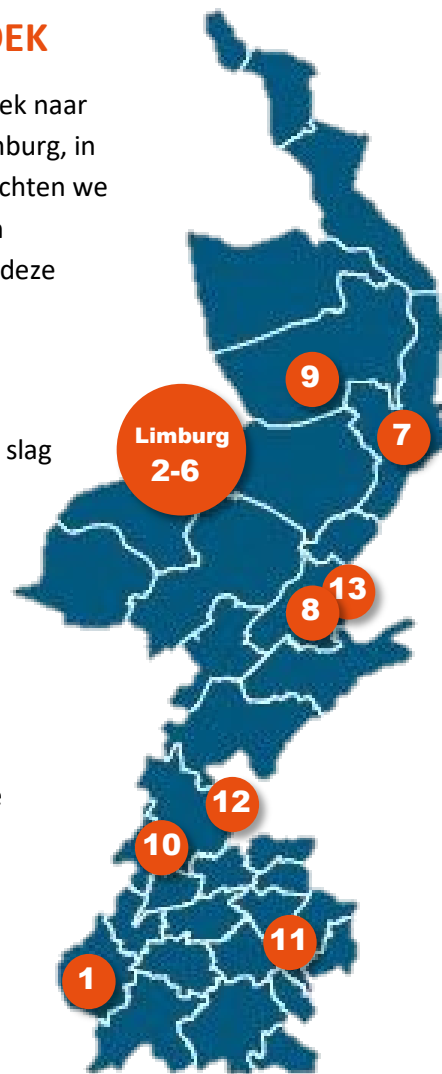 OEK
ek naar
nburg, in
chten we
n
deze
slag
e
9
7
Limburg
2-6
13
8
12
10
11
1